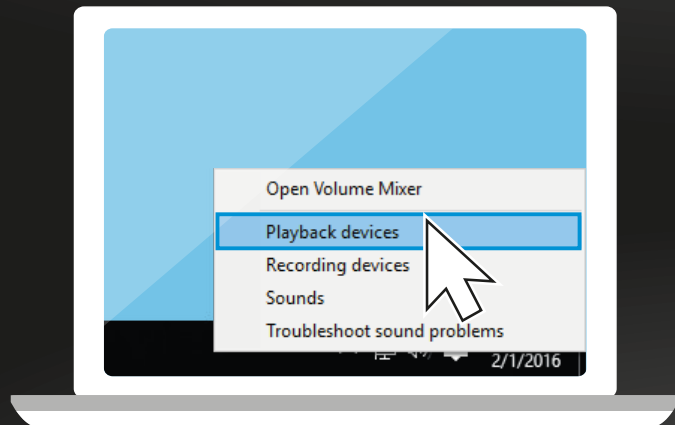 Open Volume Mixer
Playback devices
Recording devices
Sounds
Troubleshoot sound problems
2/1/2016